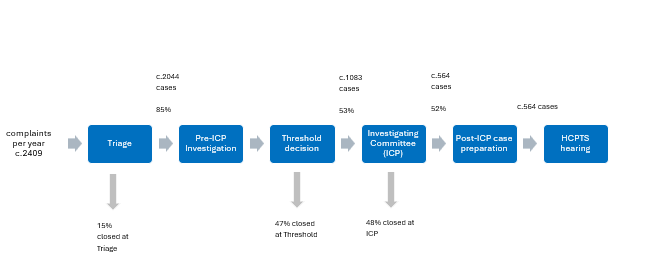 c.2044
cases
85%
c.1083
cases
53%
c.564
cases
52%
c.564 cases
complaints
per year
c.2409
Triage
Pre-ICP
Investigation
Threshold
decision
Investigating
Committee
(ICP)
Post-ICP case
preparation
HCPTS
hearing
15%
closed at
Triage
47% closed
at Threshold
48% closed at
ICP